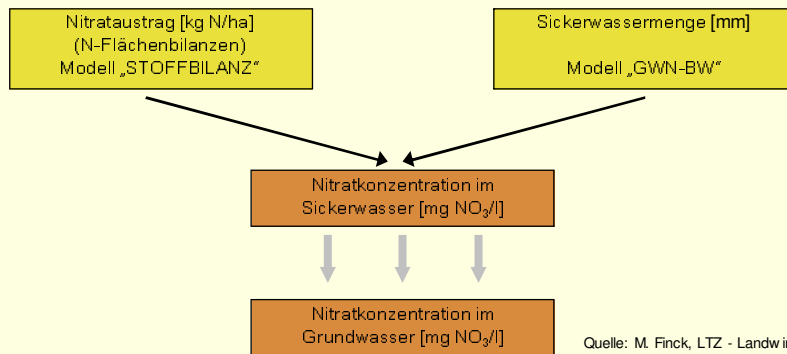 Nitrataustrag [kg N/ha]
(N-Flächenbilanzen)
Modell „STOFFBILANZ“
Sickerwassermenge [mm]
Modell „GWN-BW“
Nitratkonzentration im
Sickerwasser [mg NO₃/l]
Nitratkonzentration im
Grundwasser [mg NO₃/l]
Quelle: M. Finck, LTZ - Landwir